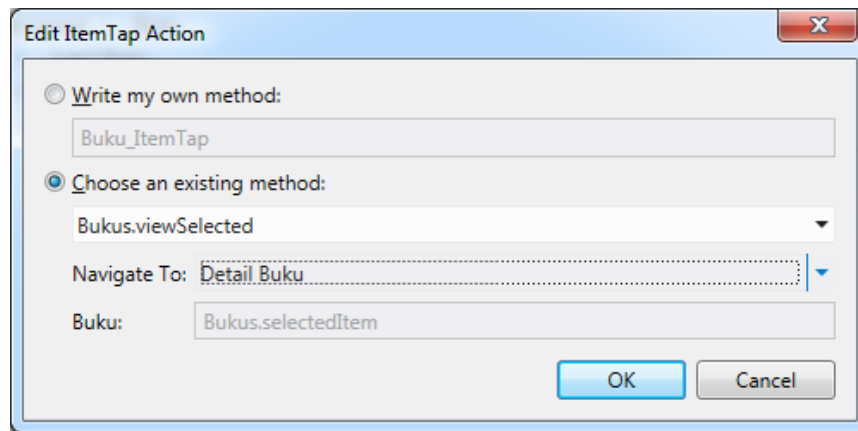 Edit ItemTap Action
Write my own method:
Buku_ItemTap
Choose an existing method:
Bukus.viewSelected
Navigate To: Detail Buku
Buku: Bukus.selectedItem
OK Cancel